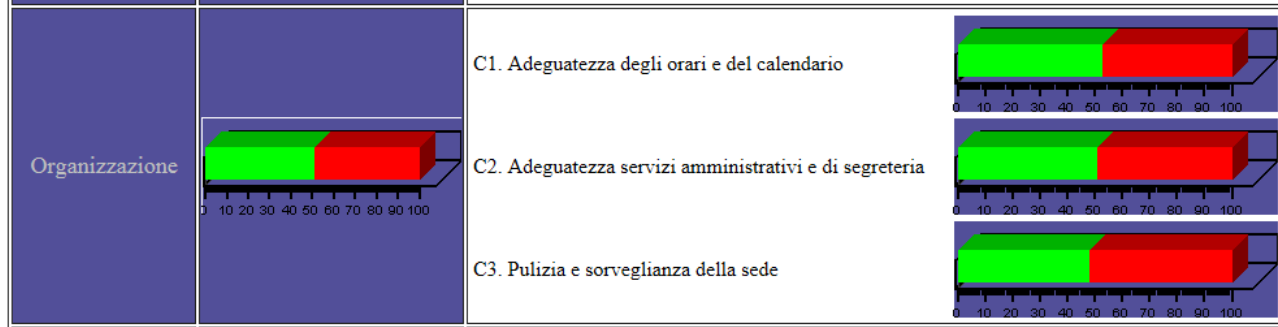 C1. Adeguatezza degli orari e del calendario
0 10 20 30 40 50 60 70 80 90 100
Organizzazione
0 10 20 30 40 50 60 70 80 90 100
C2. Adeguatezza servizi amministrativi e di segreteria
0 10 20 30 40 50 60 70 80 90 100
C3. Pulizia e sorveglianza della sede
0 10 20 30 40 50 60 70 80 90 100